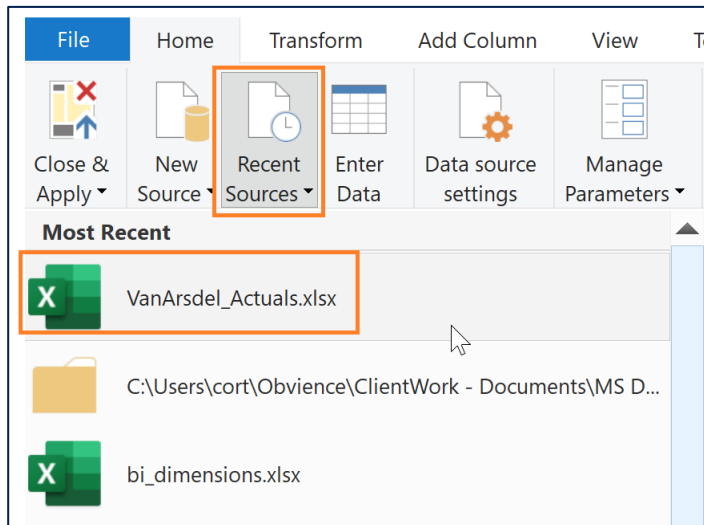 File Home Transform Add Column View
Close & New Recent Enter Data source Manage
Apply Source Sources Data settings Parameters
Most Recent
VanArsdel_Actuals.xlsx
C:\Users\cort\Obvience\ClientWork - Documents\MS D...
bi_dimensions.xlsx